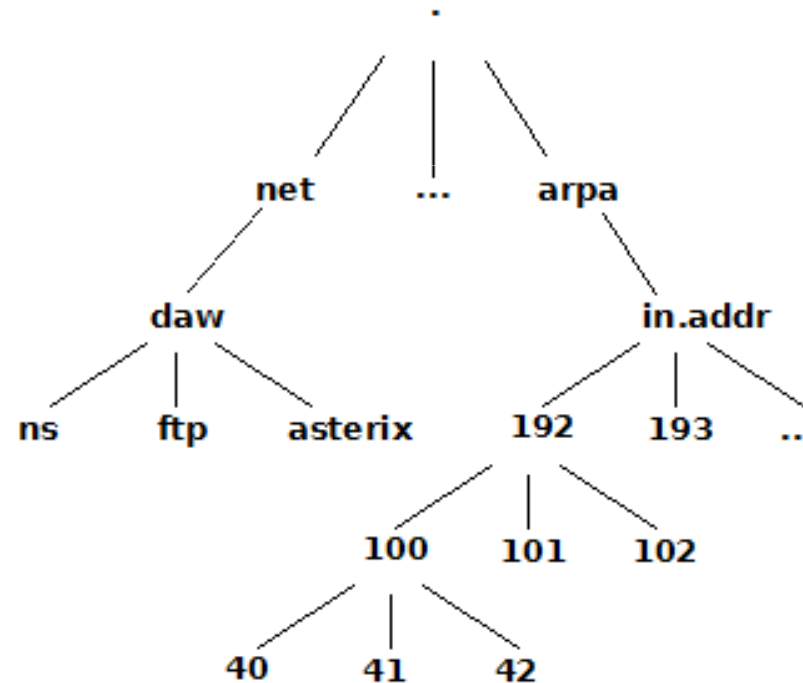 .
net ... arpa
daw in.addr
ns ftp asterix 192 193 ...
100 101 102
40 41 42